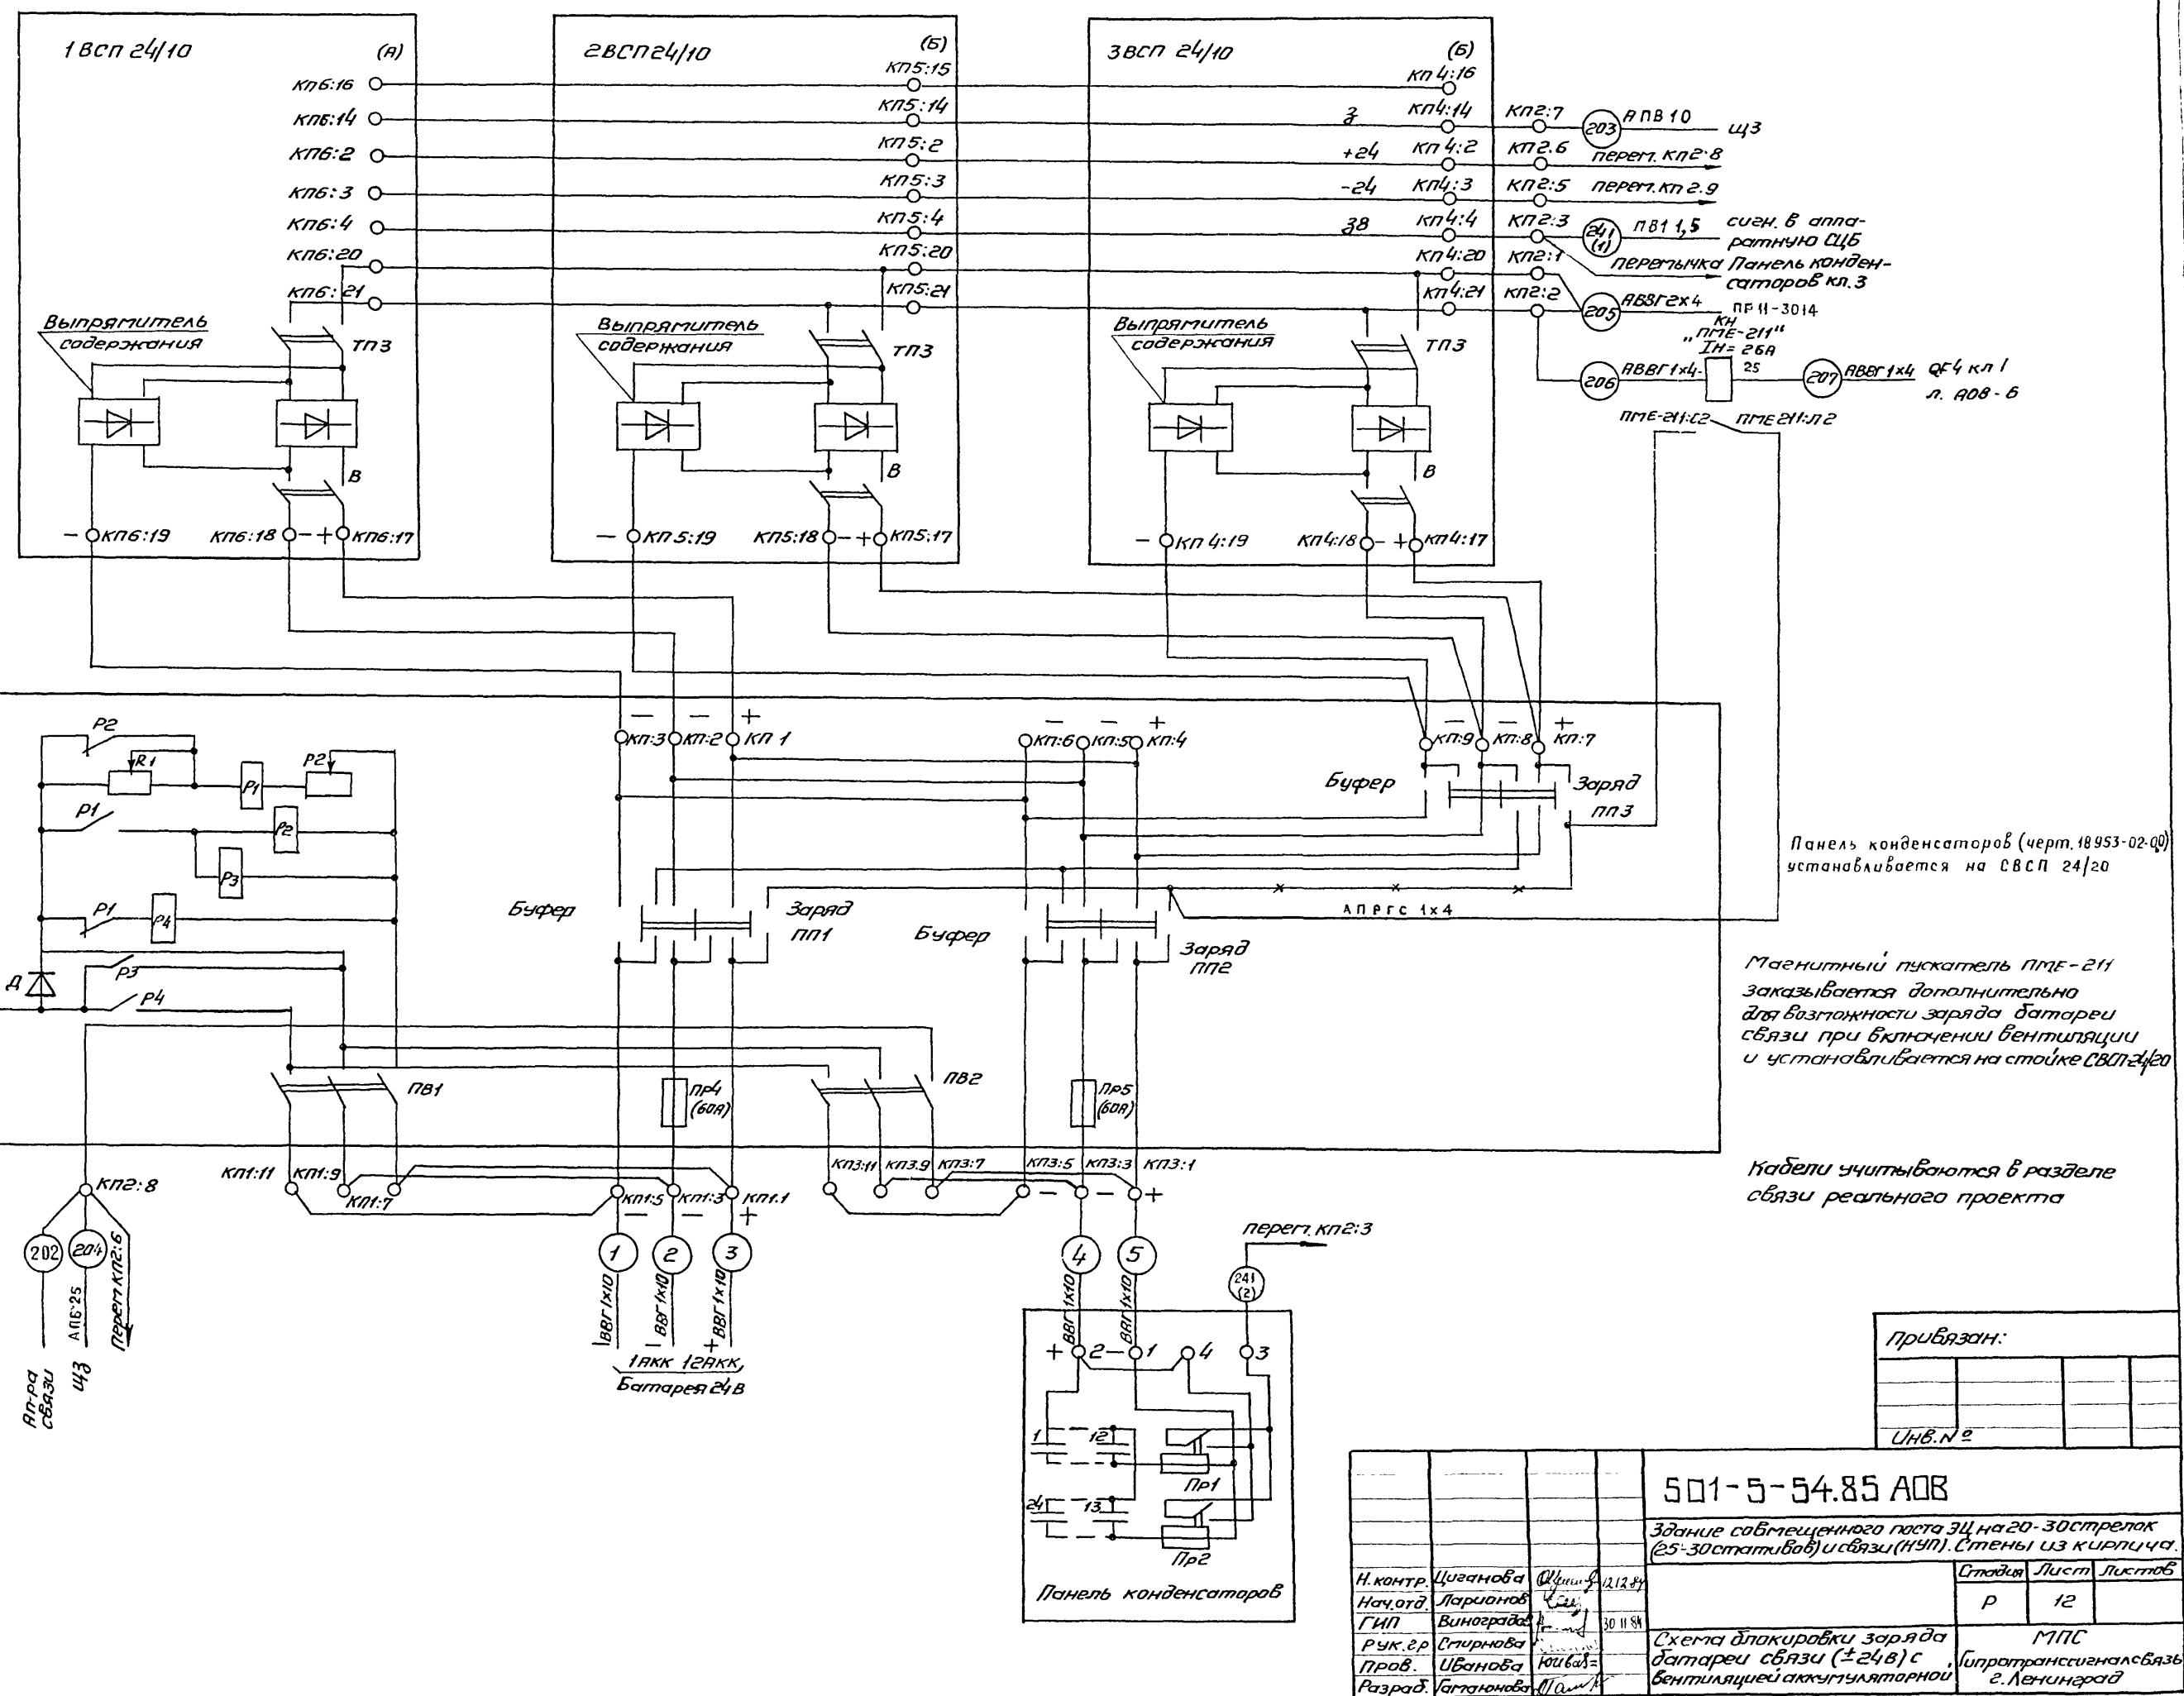 1ВСП 24/10
(А)
2ВСП 24/10
(Б)
3ВСП 24/10
(Б)
КП6:16
КП5:15
КП4:16
КП6:14
КП5:14
З
КП4:14
КП2:7
203
АПВ 10
ЩЗ
КП6:2
КП5:2
+24
КП4:2
КП2.6
перем. КП2:8
КП6:3
КП5:3
-24
КП4:3
КП2:5
перем. КП2.9
КП6:4
КП5:4
38
КП4:4
КП2:3
241
(1)
ПВ1 1,5
сигн. в аппа-
ратную СЦБ
КП6:20
КП5:20
КП4:20
КП2:1
перемычка Панель конден-
саторов кл.3
КП6:21
КП5:21
КП4:21
КП2:2
205
АВВГ2х4
ПР11-3014
КН
„ПМЕ-211"
Iн= 26А
25
206
АВВГ1х4
207
АВВГ1х4
QF4 кл 1
л. АОВ-6
ПМЕ-211:С2
ПМЕ211:Л2
Выпрямитель
содержания
ТП3
Выпрямитель
содержания
ТП3
Выпрямитель
содержания
ТП3
В
В
В
-
КП6:19
КП6:18
- +
КП6:17
-
КП5:19
КП5:18
- +
КП5:17
-
КП4:19
КП4:18
- +
КП4:17
Р2
R1
Р1
Р2
Р1
Р2
Р3
Р1
Р4
Д
Р3
Р4
- - +
КП:3
КП:2
КП 1
- - +
КП:6
КП:5
КП:4
- - +
КП:9
КП:8
КП:7
Буфер
Заряд
ПП3
Буфер
Заряд
ПП1
Буфер
Заряд
ПП2
АПРГС 1х4
Панель конденсаторов (черт. 18953-02-00)
устанавливается на СВСП 24/20
Магнитный пускатель ПМЕ-211
заказывается дополнительно
для возможности заряда батареи
связи при включении вентиляции
и устанавливается на стойке СВСП-24/20
ПВ1
Пр4
(60А)
ПВ2
Пр5
(60А)
КП2:8
КП1:11
КП1:9
КП1:7
КП1:5
КП1:3
КП1.1
- - +
КП3:11
КП3.9
КП3:7
КП3:5
КП3:3
КП3:1
- - +
Кабели учитываются в разделе
связи реального проекта
202
204
Перем КП2:6
АПВ-25
Ап-ра
связи
ЩЗ
1
2
3
-ВВГ1х10
-ВВГ1х10
+ВВГ1х10
1АКК 12АКК,
Батарея 24В
4
5
ВВГ1х10
ВВГ1х10
перем. КП2:3
241
(2)
+ 2 - 1 4 3
1
12
Пр1
24
13
Пр2
Панель конденсаторов
Привязан:
Инв. №
501-5-54.85 АОВ
Здание совмещенного поста ЭЦ на 20-30 стрелок
(25-30 стативов) и связи (НУП). Стены из кирпича.
Стадия Лист Листов
Р 12
Н.контр. Циганова 12.12.84
Нач.отд. Ларионов
ГИП Виноградов 30 11 84
Рук.гр Смирнова
Пров. Иванова
Разраб. Гатаюнова
Схема блокировки заряда
батареи связи (±24В) с
вентиляцией аккумуляторной
МПС
Гипротранссигналсвязь
г. Ленинград